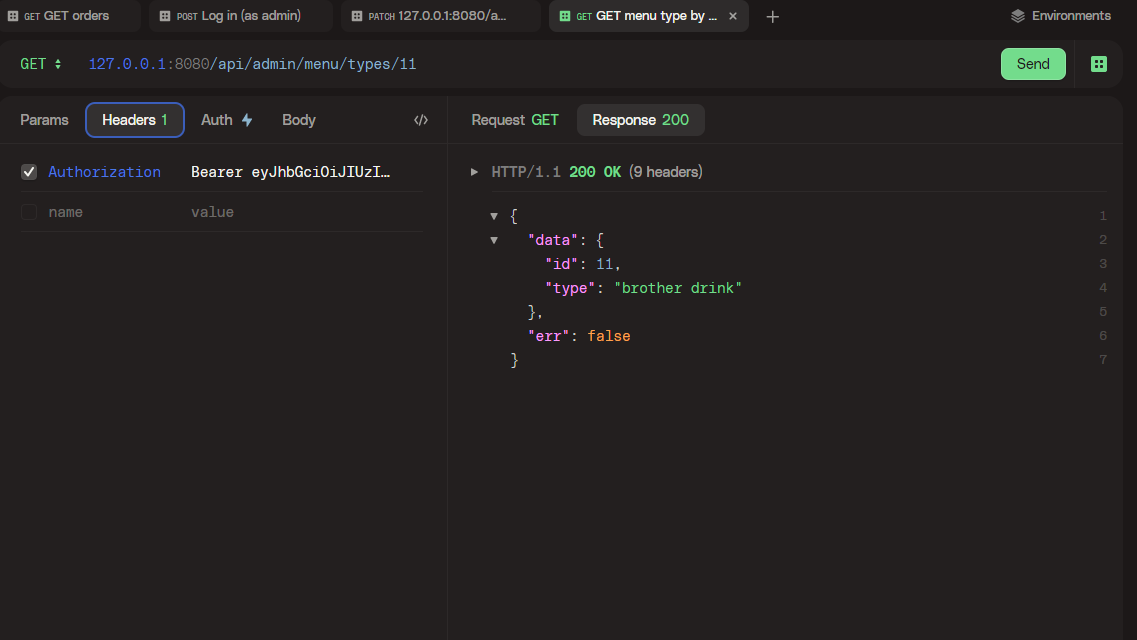 GET GET orders POST Log in (as admin) PATCH 127.0.0.1:8080/a... GET GET menu type by ... × + Environments
GET 127.0.0.1:8080/api/admin/menu/types/11 Send
Params Headers 1 Auth Body </>
Authorization Bearer eyJhbGciOiJIUzI…
name value
Request GET Response 200
HTTP/1.1 200 OK (9 headers)
{ 1
"data": { 2
"id": 11, 3
"type": "brother drink" 4
}, 5
"err": false 6
} 7